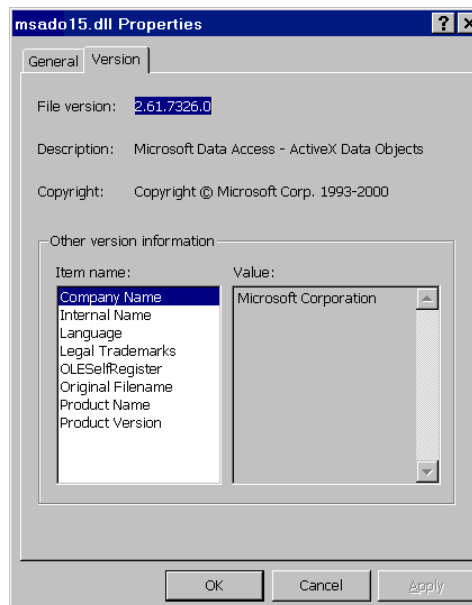 msado15.dll Properties
General Version
File version: 2.61.7326.0
Description: Microsoft Data Access - ActiveX Data Objects
Copyright: Copyright © Microsoft Corp. 1993-2000
Other version information
Item name: Value:
Company Name Microsoft Corporation
Internal Name
Language
Legal Trademarks
OLESelfRegister
Original Filename
Product Name
Product Version
OK Cancel Apply